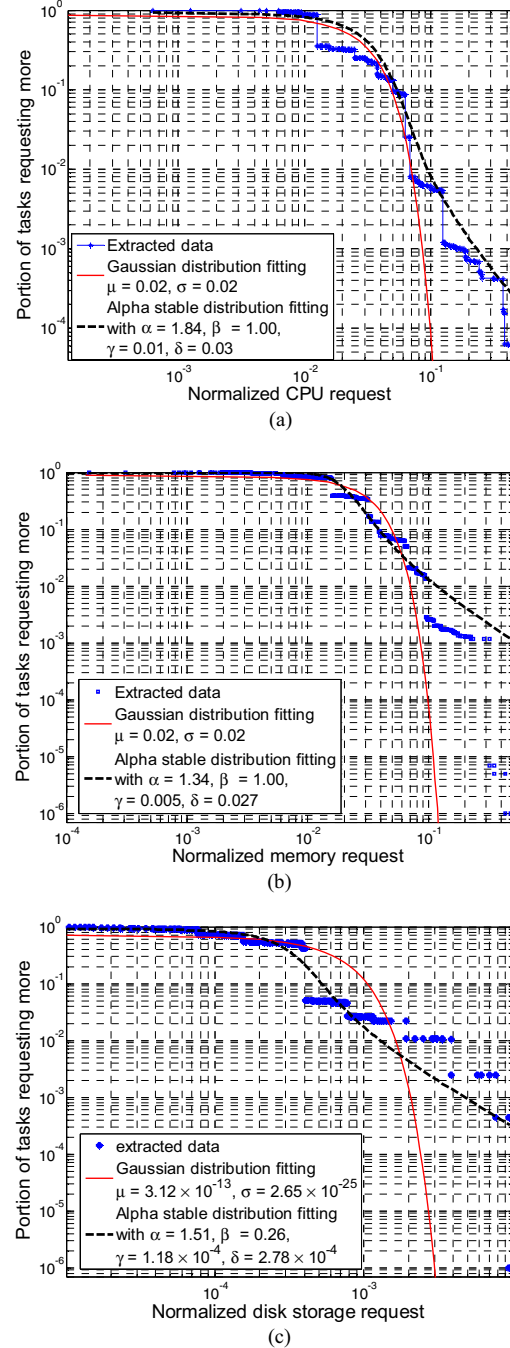 10^0
10^-1
10^-2
10^-3
10^-4
Portion of tasks requesting more
Extracted data
Gaussian distribution fitting
μ = 0.02, σ = 0.02
Alpha stable distribution fitting
with α = 1.84, β = 1.00,
γ = 0.01, δ = 0.03
10^-3 10^-2 10^-1
Normalized CPU request
(a)
10^0
10^-1
10^-2
10^-3
10^-4
10^-5
10^-6
Portion of tasks requesting more
Extracted data
Gaussian distribution fitting
μ = 0.02, σ = 0.02
Alpha stable distribution fitting
with α = 1.34, β = 1.00,
γ = 0.005, δ = 0.027
10^-4 10^-3 10^-2 10^-1
Normalized memory request
(b)
10^0
10^-1
10^-2
10^-3
10^-4
10^-5
10^-6
Portion of tasks requesting more
extracted data
Gaussian distribution fitting
μ = 3.12 × 10^-13, σ = 2.65 × 10^-25
Alpha stable distribution fitting
with α = 1.51, β = 0.26,
γ = 1.18 × 10^-4, δ = 2.78 × 10^-4
10^-4 10^-3
Normalized disk storage request
(c)